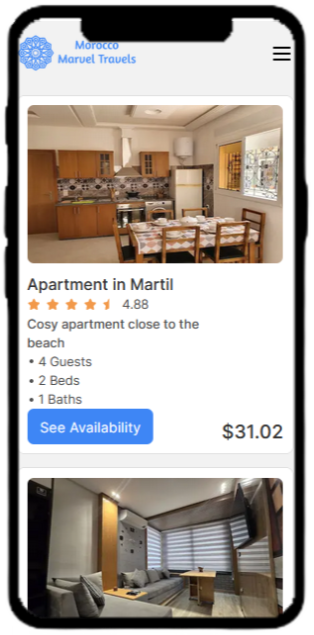 Morocco
Marvel Travels
Apartment in Martil
4.88
Cosy apartment close to the
beach
• 4 Guests
• 2 Beds
• 1 Baths
See Availability
$31.02